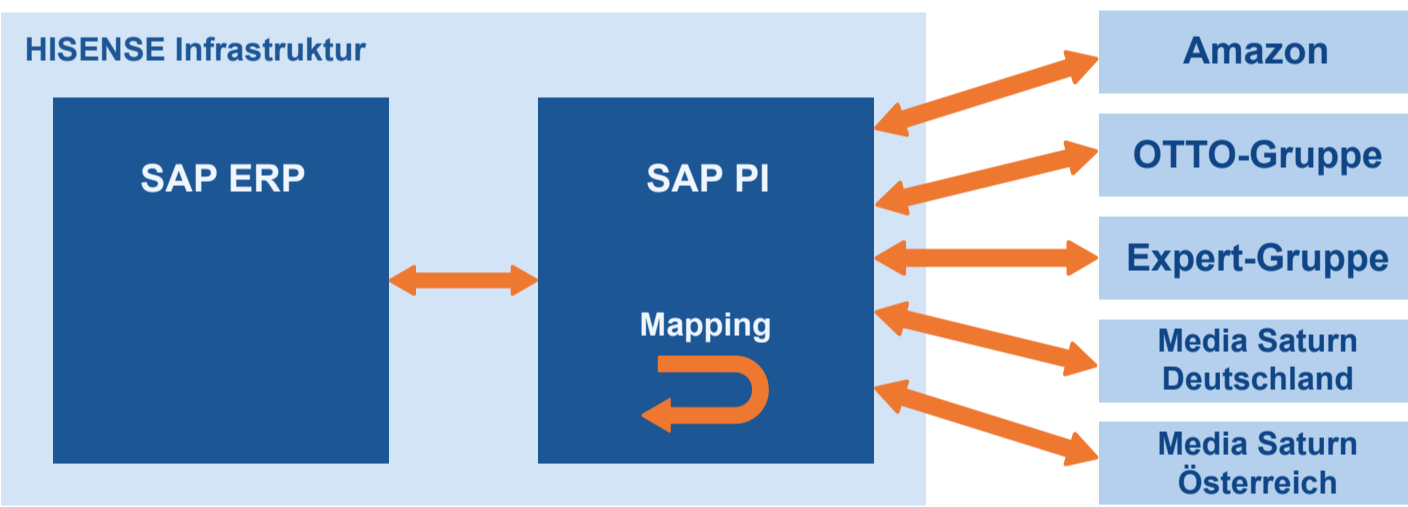 HISENSE Infrastruktur
SAP ERP
SAP PI
Mapping
Amazon
OTTO-Gruppe
Expert-Gruppe
Media Saturn
Deutschland
Media Saturn
Österreich